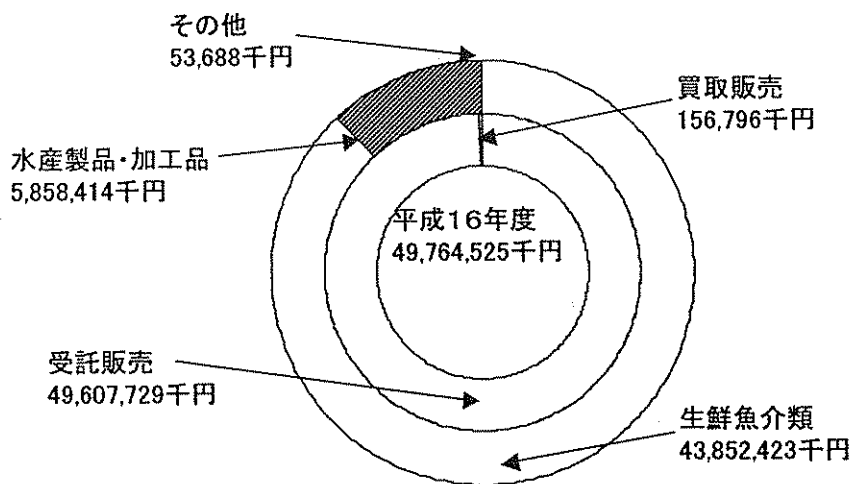 その他
53,688千円
買取販売
156,796千円
水産製品・加工品
5,858,414千円
平成16年度
49,764,525千円
受託販売
49,607,729千円
生鮮魚介類
43,852,423千円